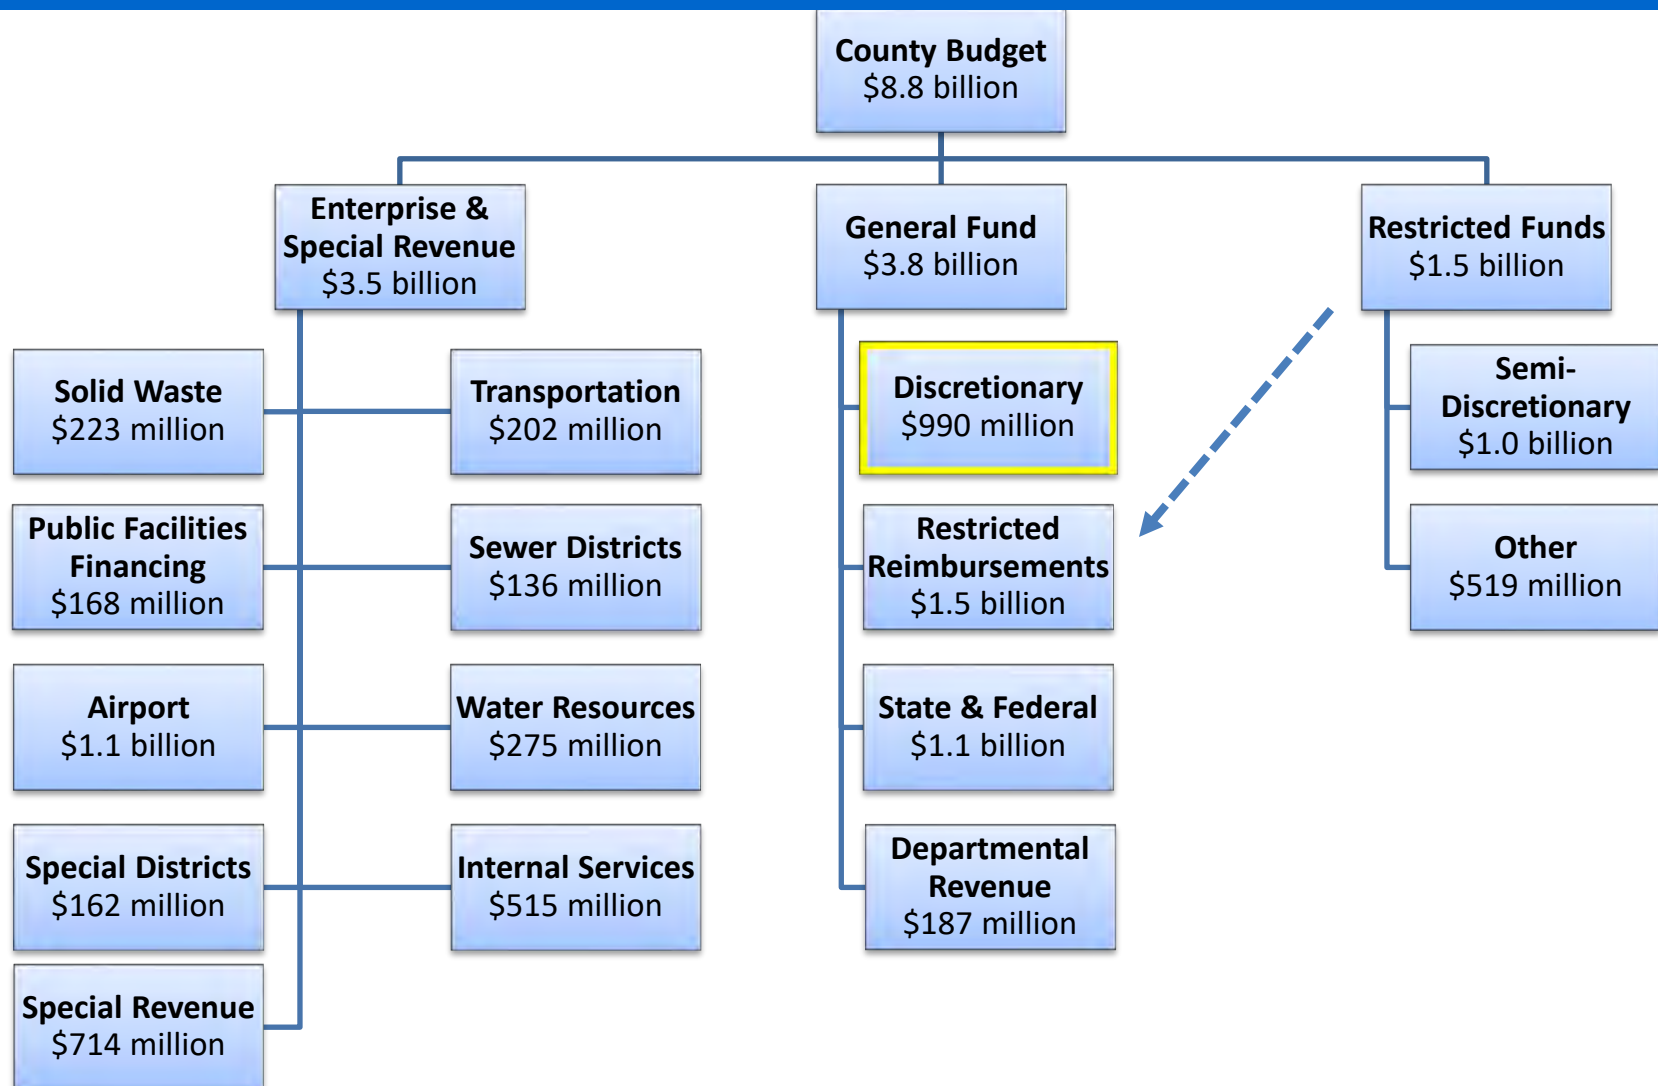 County Budget
$8.8 billion
Enterprise &
Special Revenue
$3.5 billion
General Fund
$3.8 billion
Restricted Funds
$1.5 billion
Solid Waste
$223 million
Transportation
$202 million
Public Facilities
Financing
$168 million
Sewer Districts
$136 million
Airport
$1.1 billion
Water Resources
$275 million
Special Districts
$162 million
Internal Services
$515 million
Special Revenue
$714 million
Discretionary
$990 million
Restricted
Reimbursements
$1.5 billion
State & Federal
$1.1 billion
Departmental
Revenue
$187 million
Semi-
Discretionary
$1.0 billion
Other
$519 million